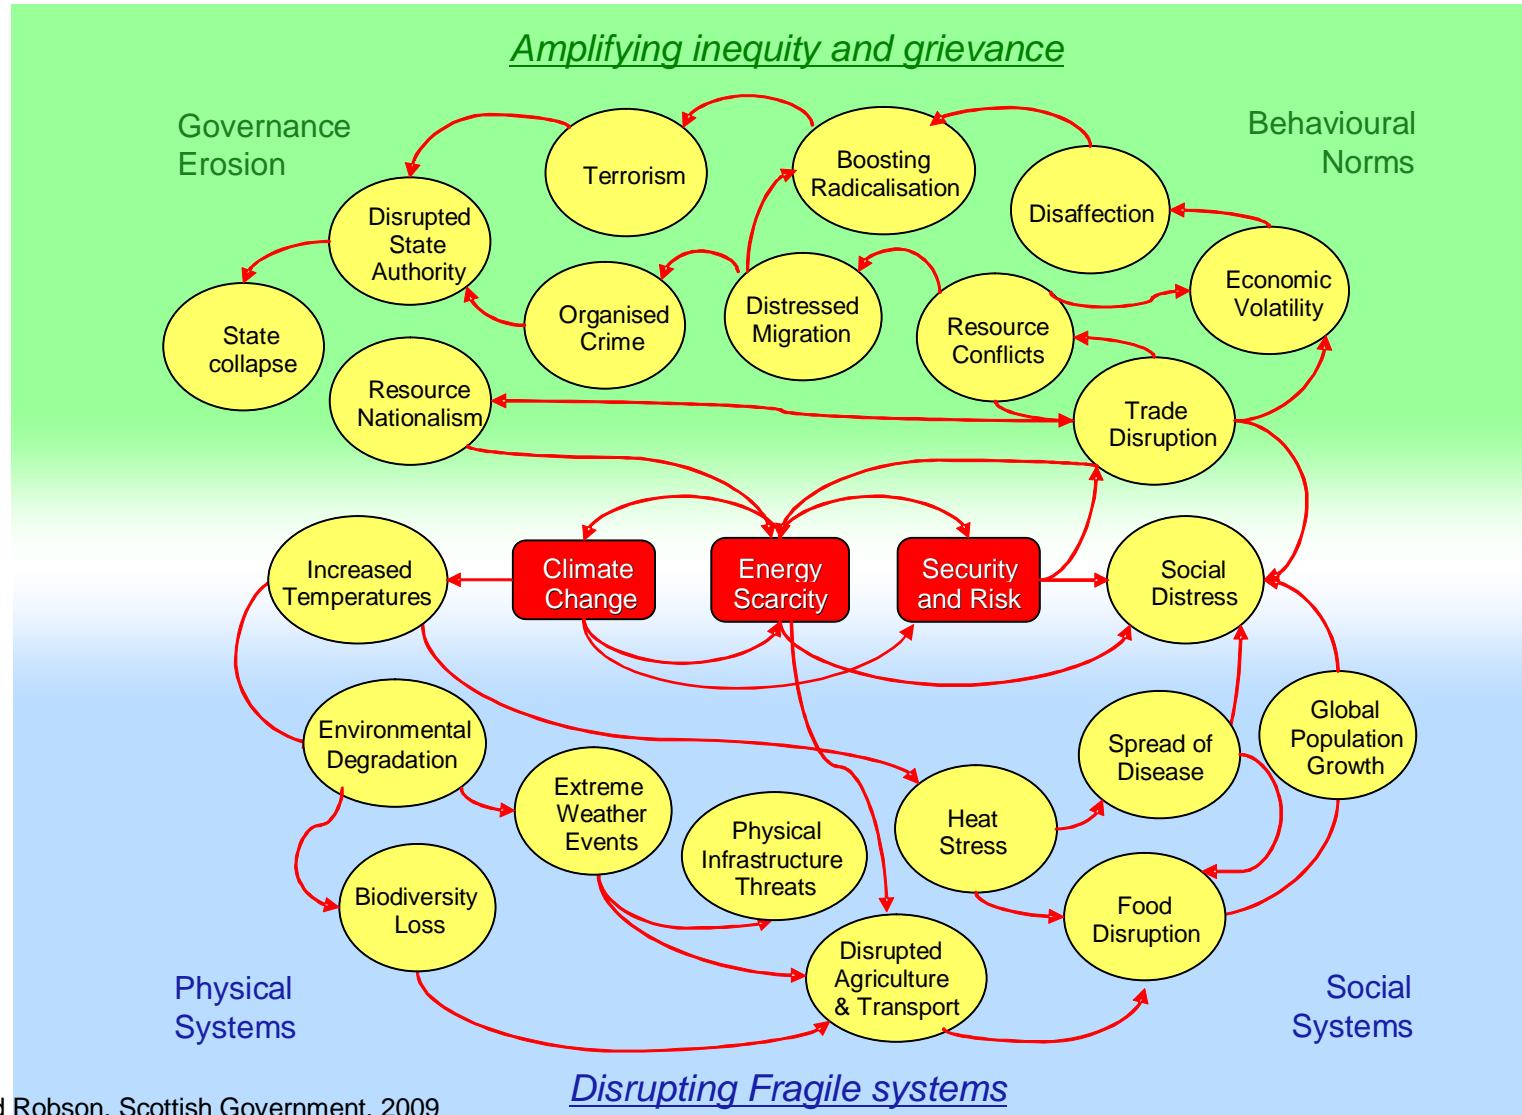 Amplifying inequity and grievance
Governance
Erosion
Behavioural
Norms
Terrorism
Boosting
Radicalisation
Disaffection
Disrupted
State
Authority
Economic
Volatility
State
collapse
Organised
Crime
Distressed
Migration
Resource
Conflicts
Resource
Nationalism
Trade
Disruption
Increased
Temperatures
Climate
Change
Energy
Scarcity
Security
and Risk
Social
Distress
Environmental
Degradation
Extreme
Weather
Events
Physical
Infrastructure
Threats
Heat
Stress
Spread of
Disease
Global
Population
Growth
Biodiversity
Loss
Food
Disruption
Disrupted
Agriculture
& Transport
Physical
Systems
Social
Systems
Disrupting Fragile systems
Robson, Scottish Government, 2009